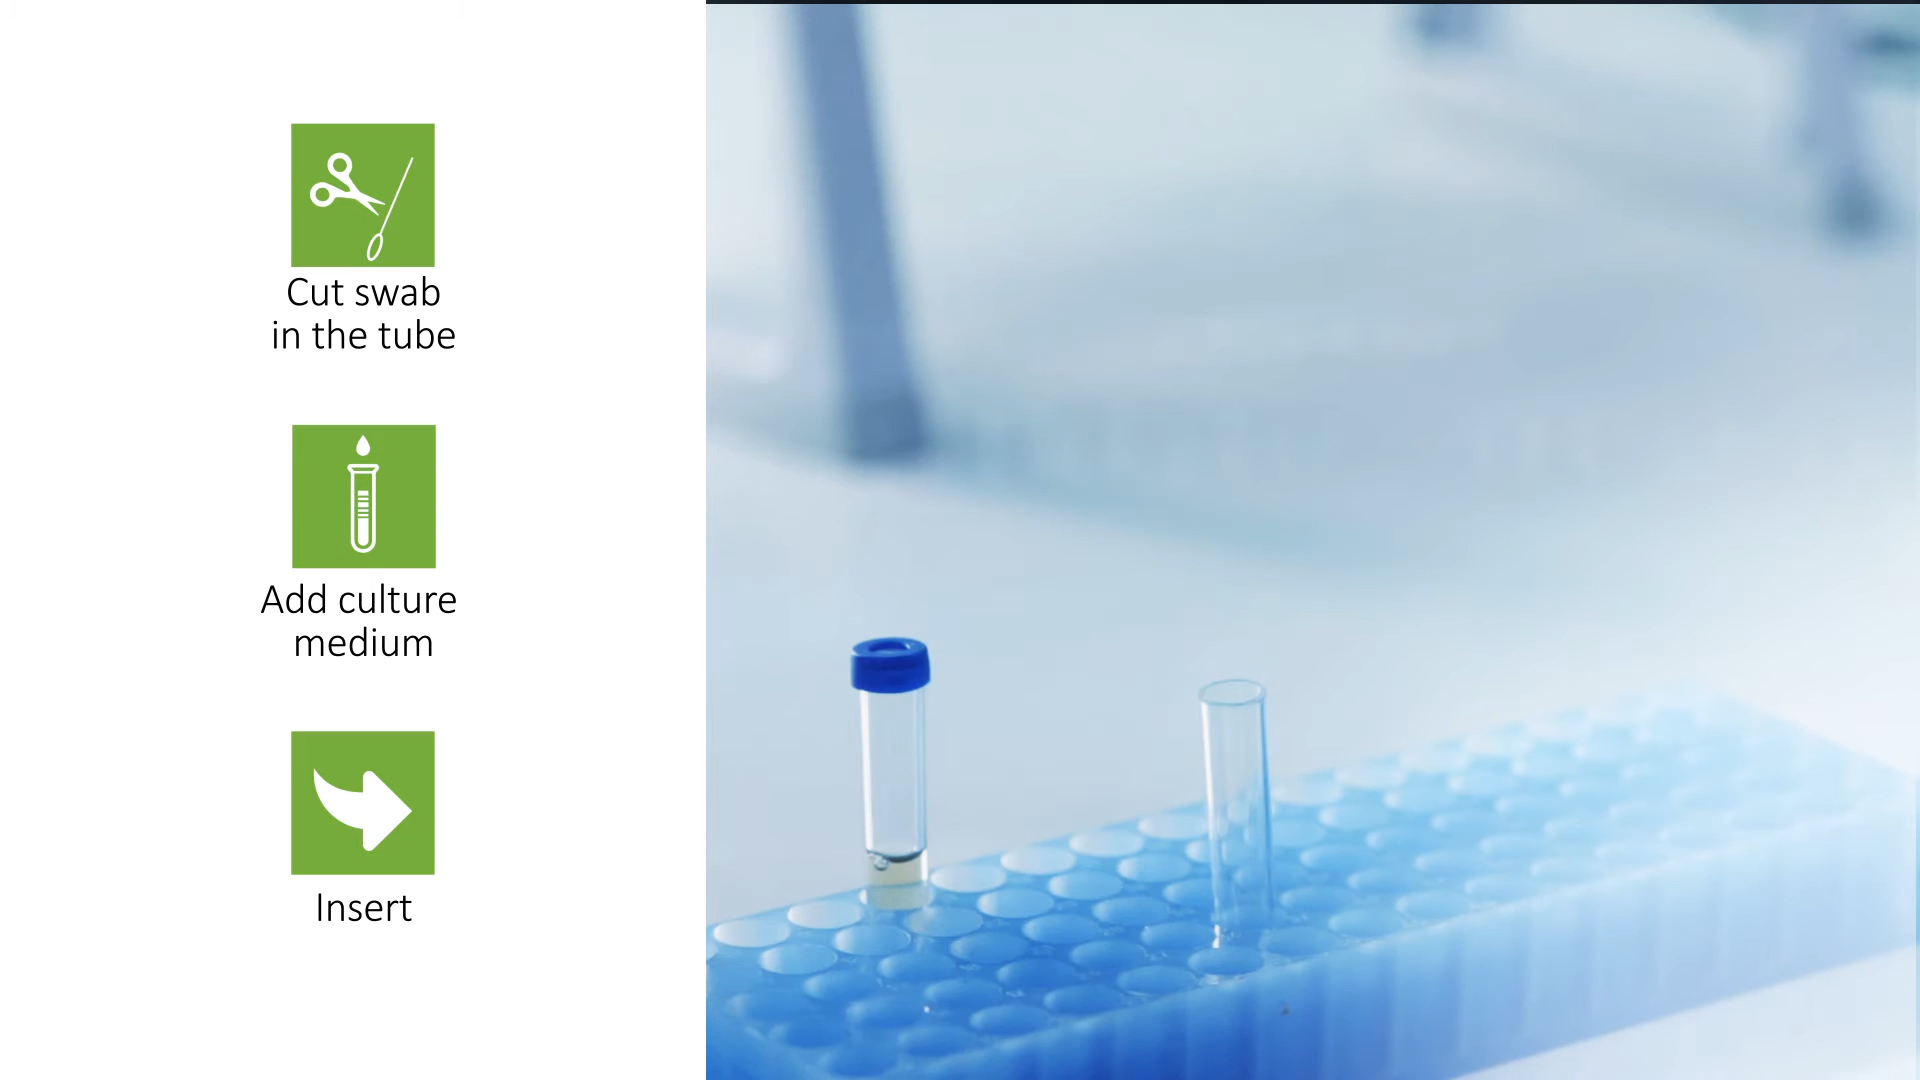 Cut swab
in the tube
Add culture
medium
Insert